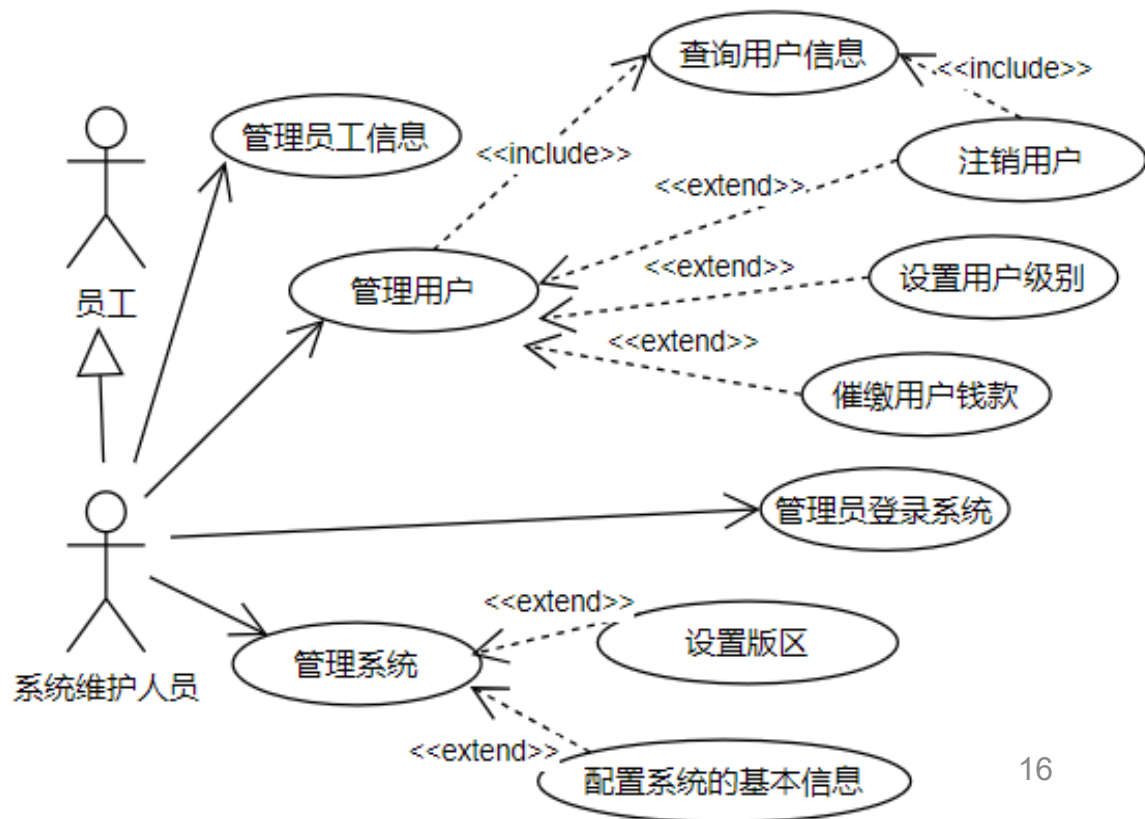 查询用户信息
<<include>>
管理员工信息
<<include>>
注销用户
<<extend>>
员工
管理用户
<<extend>>
设置用户级别
<<extend>>
催缴用户钱款
管理员登录系统
<<extend>>
设置版区
管理系统
系统维护人员
<<extend>>
配置系统的基本信息
16